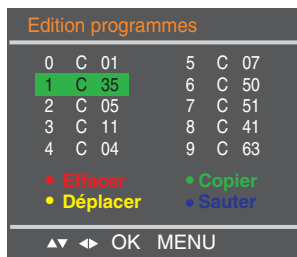 Edition programmes
0 C 01 5 C 07
1 C 35 6 C 50
2 C 05 7 C 51
3 C 11 8 C 41
4 C 04 9 C 63
• Effacer • Copier
• Déplacer • Sauter
▲▼ ◀▶ OK MENU